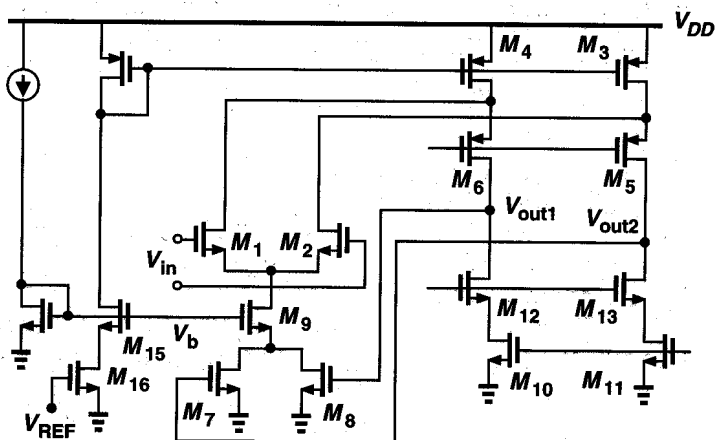 V_DD
M_4
M_3
M_6
M_5
V_out1
V_out2
M_1
M_2
V_in
M_12
M_13
M_9
V_b
M_15
M_16
M_10
M_11
M_7
M_8
V_REF